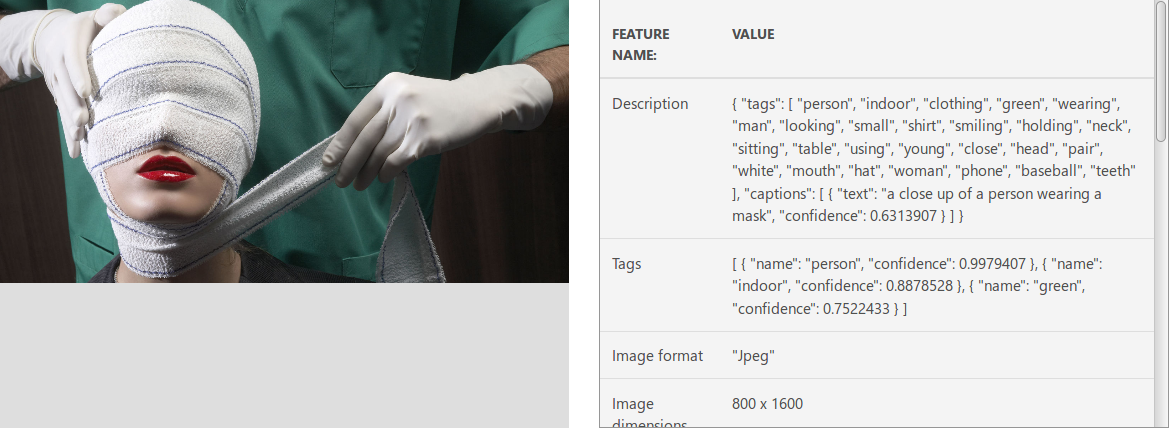 FEATURE NAME: VALUE
Description { "tags": [ "person", "indoor", "clothing", "green", "wearing",
"man", "looking", "small", "shirt", "smiling", "holding", "neck",
"sitting", "table", "using", "young", "close", "head", "pair",
"white", "mouth", "hat", "woman", "phone", "baseball", "teeth"
], "captions": [ { "text": "a close up of a person wearing a
mask", "confidence": 0.6313907 } ] }
Tags [ { "name": "person", "confidence": 0.9979407 }, { "name":
"indoor", "confidence": 0.8878528 }, { "name": "green",
"confidence": 0.7522433 } ]
Image format "Jpeg"
Image dimensions 800 x 1600